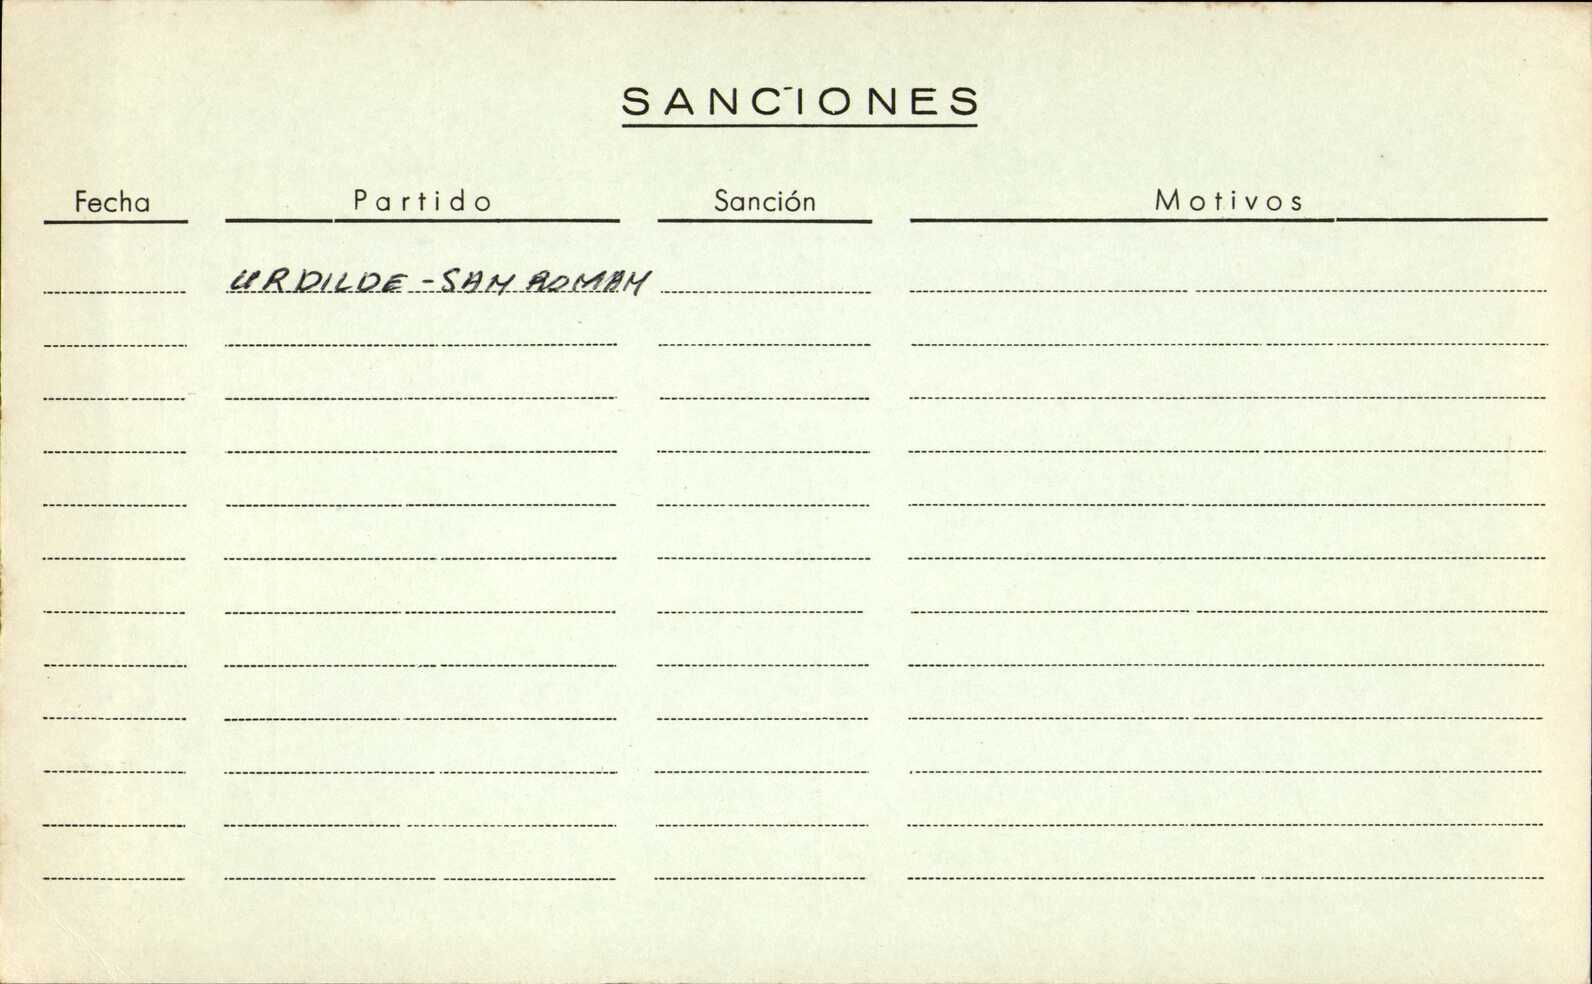 SANCIONES
Fecha Partido Sanción Motivos
URDILDE - SAN ROMAN